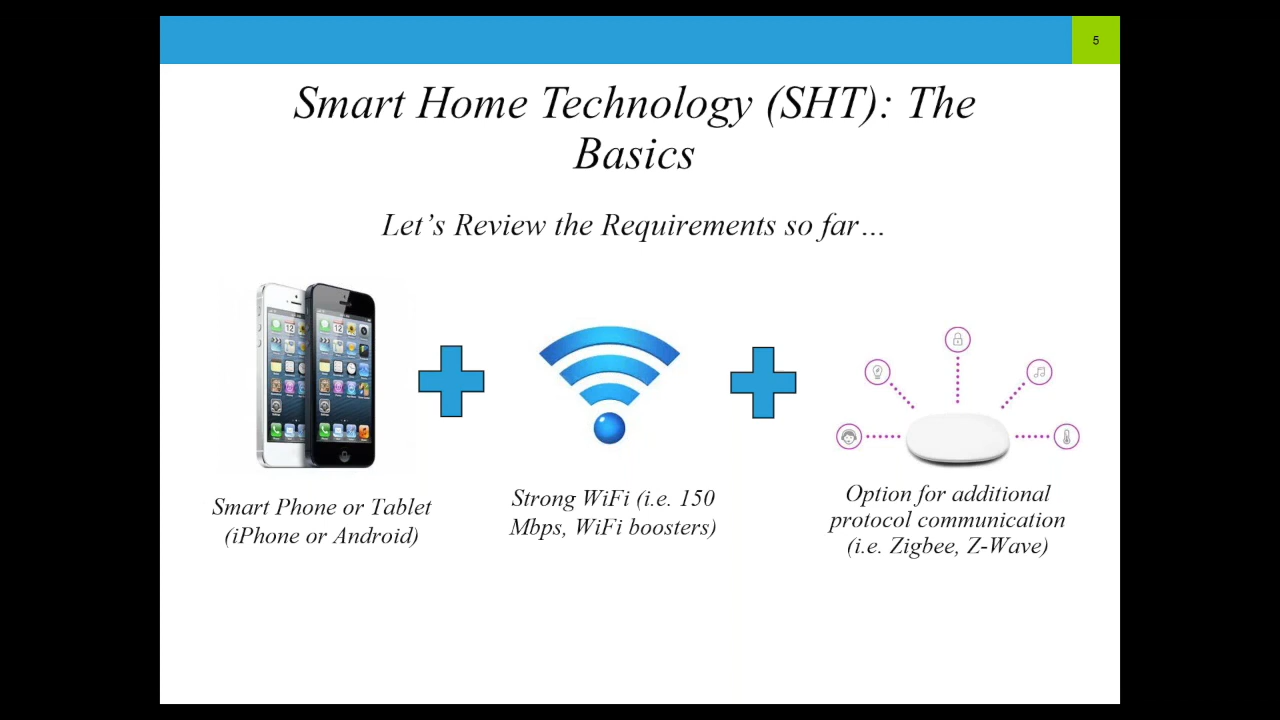 5
Smart Home Technology (SHT): The
Basics
Let’s Review the Requirements so far…
Smart Phone or Tablet
(iPhone or Android)
Strong WiFi (i.e. 150
Mbps, WiFi boosters)
Option for additional
protocol communication
(i.e. Zigbee, Z-Wave)